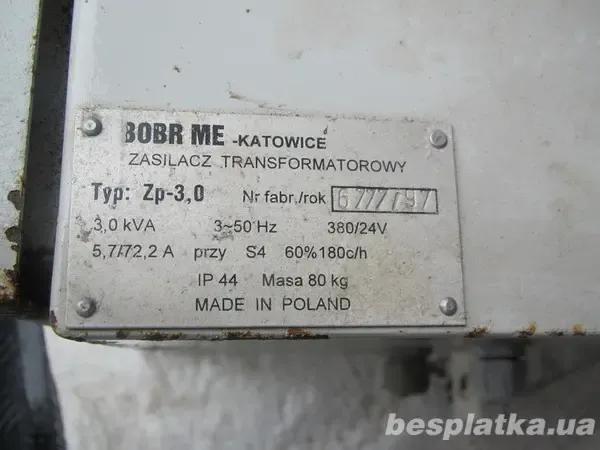 BOBR ME -KATOWICE
ZASILACZ TRANSFORMATOROWY
Typ: Zp-3,0 Nr fabr./rok
3,0 kVA 3~50 Hz 380/24V
5,7/72,2 A przy S4 60%180c/h
IP 44 Masa 80 kg
MADE IN POLAND
besplatka.ua